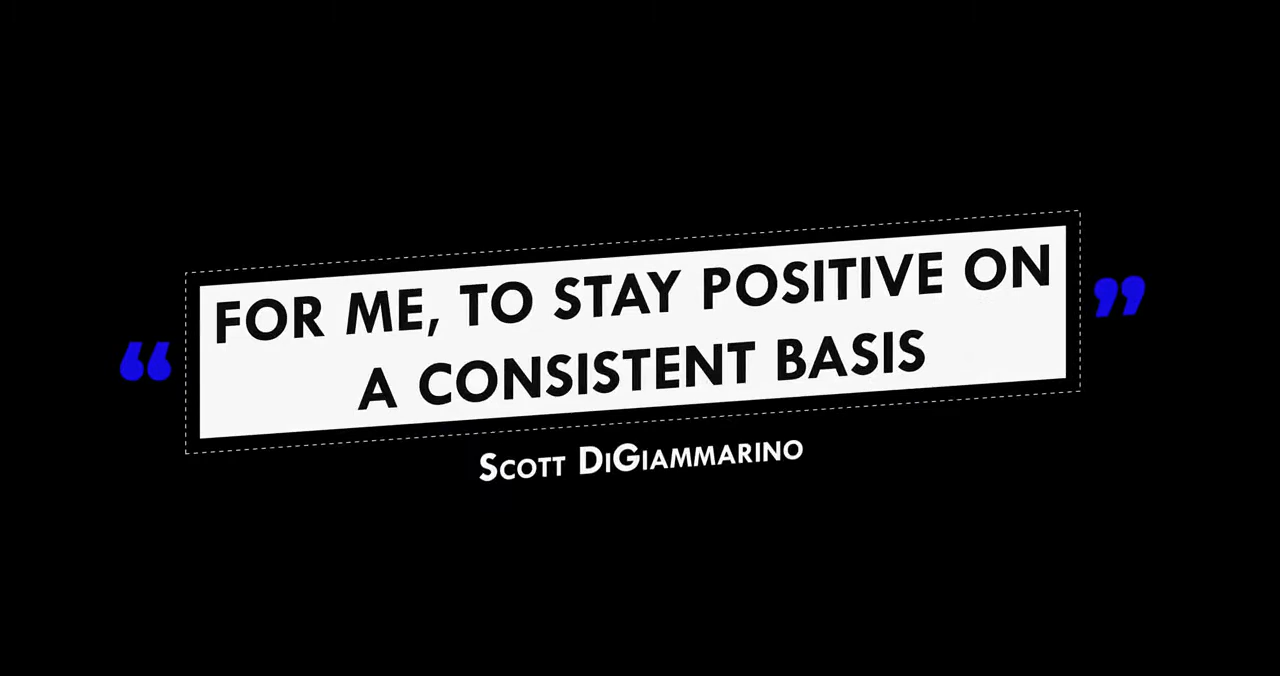 “FOR ME, TO STAY POSITIVE ON
A CONSISTENT BASIS”
SCOTT DIGIAMMARINO